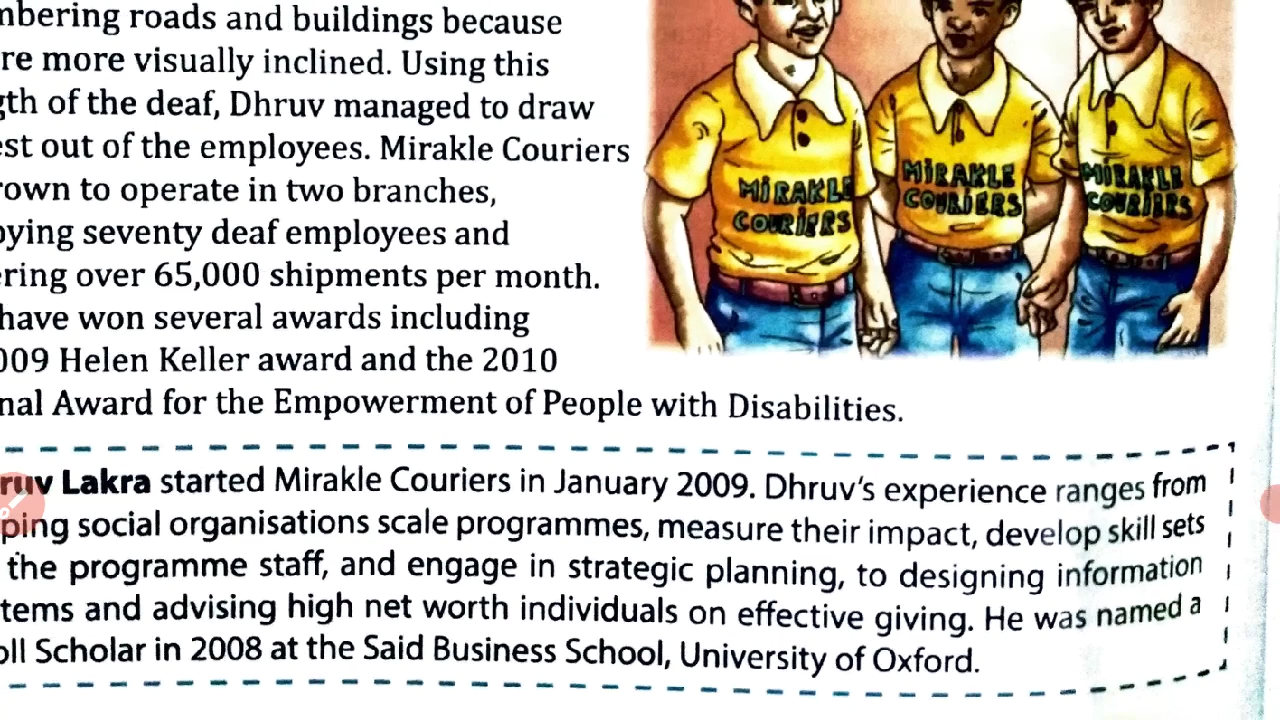 mbering roads and buildings because
re more visually inclined. Using this
gth of the deaf, Dhruv managed to draw
est out of the employees. Mirakle Couriers
rown to operate in two branches,
oying seventy deaf employees and
ering over 65,000 shipments per month.
have won several awards including
009 Helen Keller award and the 2010
nal Award for the Empowerment of People with Disabilities.
MIRAKLE
COURIERS
MIRAKLE
COURIERS
MIRAKLE
COURIERS
ruv Lakra started Mirakle Couriers in January 2009. Dhruv's experience ranges from
ping social organisations scale programmes, measure their impact, develop skill sets
the programme staff, and engage in strategic planning, to designing information
tems and advising high net worth individuals on effective giving. He was named a
oll Scholar in 2008 at the Said Business School, University of Oxford.